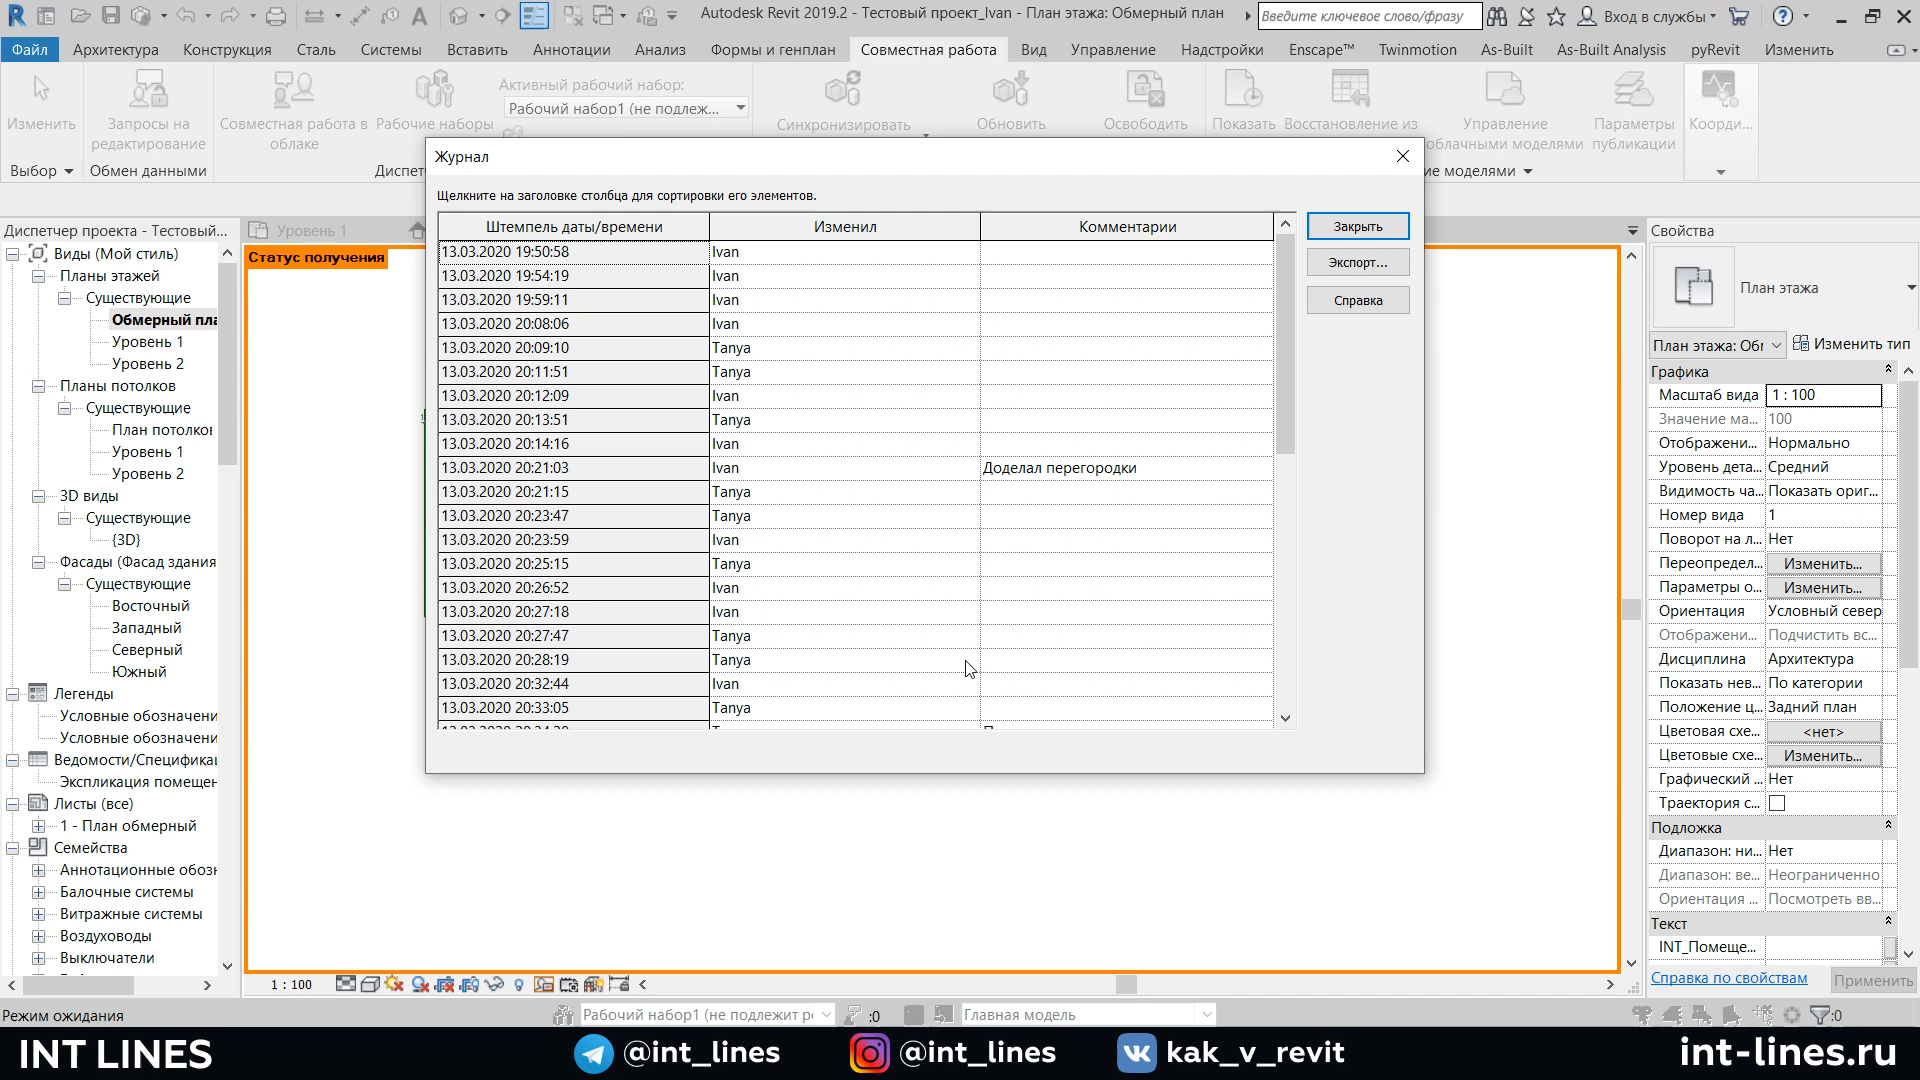 Autodesk Revit 2019.2 - Тестовый проект_Ivan - План этажа: Обмерный план
Введите ключевое слово/фразу
Вход в службы
Файл Архитектура Конструкция Сталь Системы Вставить Аннотации Анализ Формы и генплан Совместная работа Вид Управление Надстройки Enscape™ Twinmotion As-Built As-Built Analysis pyRevit Изменить
Активный рабочий набор:
Рабочий набор1 (не подлеж...
Изменить Запросы на редактирование Совместная работа в облаке Рабочие наборы Синхронизировать Обновить Освободить Показать Восстановление из Управление облачными моделями Параметры публикации Коорди...
Выбор Обмен данными Диспет ие моделями
Журнал
Щелкните на заголовке столбца для сортировки его элементов.
Штемпель даты/времени Изменил Комментарии
13.03.2020 19:50:58 Ivan
13.03.2020 19:54:19 Ivan
13.03.2020 19:59:11 Ivan
13.03.2020 20:08:06 Ivan
13.03.2020 20:09:10 Tanya
13.03.2020 20:11:51 Tanya
13.03.2020 20:12:09 Ivan
13.03.2020 20:13:51 Tanya
13.03.2020 20:14:16 Ivan
13.03.2020 20:21:03 Ivan Доделал перегородки
13.03.2020 20:21:15 Tanya
13.03.2020 20:23:47 Tanya
13.03.2020 20:23:59 Ivan
13.03.2020 20:25:15 Tanya
13.03.2020 20:26:52 Ivan
13.03.2020 20:27:18 Ivan
13.03.2020 20:27:47 Tanya
13.03.2020 20:28:19 Tanya
13.03.2020 20:32:44 Ivan
13.03.2020 20:33:05 Tanya
Закрыть
Экспорт...
Справка
Диспетчер проекта - Тестовый...
Виды (Мой стиль)
Планы этажей
Существующие
Обмерный пла
Уровень 1
Уровень 2
Планы потолков
Существующие
План потолков
Уровень 1
Уровень 2
3D виды
Существующие
{3D}
Фасады (Фасад здания
Существующие
Восточный
Западный
Северный
Южный
Легенды
Условные обозначени
Условные обозначени
Ведомости/Спецификац
Экспликация помещен
Листы (все)
1 - План обмерный
Семейства
Аннотационные обозн
Балочные системы
Витражные системы
Воздуховоды
Выключатели
Уровень 1
Статус получения
Свойства
План этажа
План этажа: Обг Изменить тип
Графика
Масштаб вида 1 : 100
Значение ма... 100
Отображени... Нормально
Уровень дета... Средний
Видимость ча... Показать ориг...
Номер вида 1
Поворот на л... Нет
Переопредел... Изменить...
Параметры о... Изменить...
Ориентация Условный север
Отображени... Подчистить вс...
Дисциплина Архитектура
Показать нев... По категории
Положение ц... Задний план
Цветовая схе... <нет>
Цветовые схе... Изменить...
Графический ... Нет
Траектория с...
Подложка
Диапазон: ни... Нет
Диапазон: ве... Неограниченно
Ориентация ... Посмотреть вв...
Текст
INT_Помеще...
Справка по свойствам Применить
1 : 100
Режим ожидания
Рабочий набор1 (не подлежит р :0 Главная модель :0
INT LINES @int_lines @int_lines kak_v_revit int-lines.ru